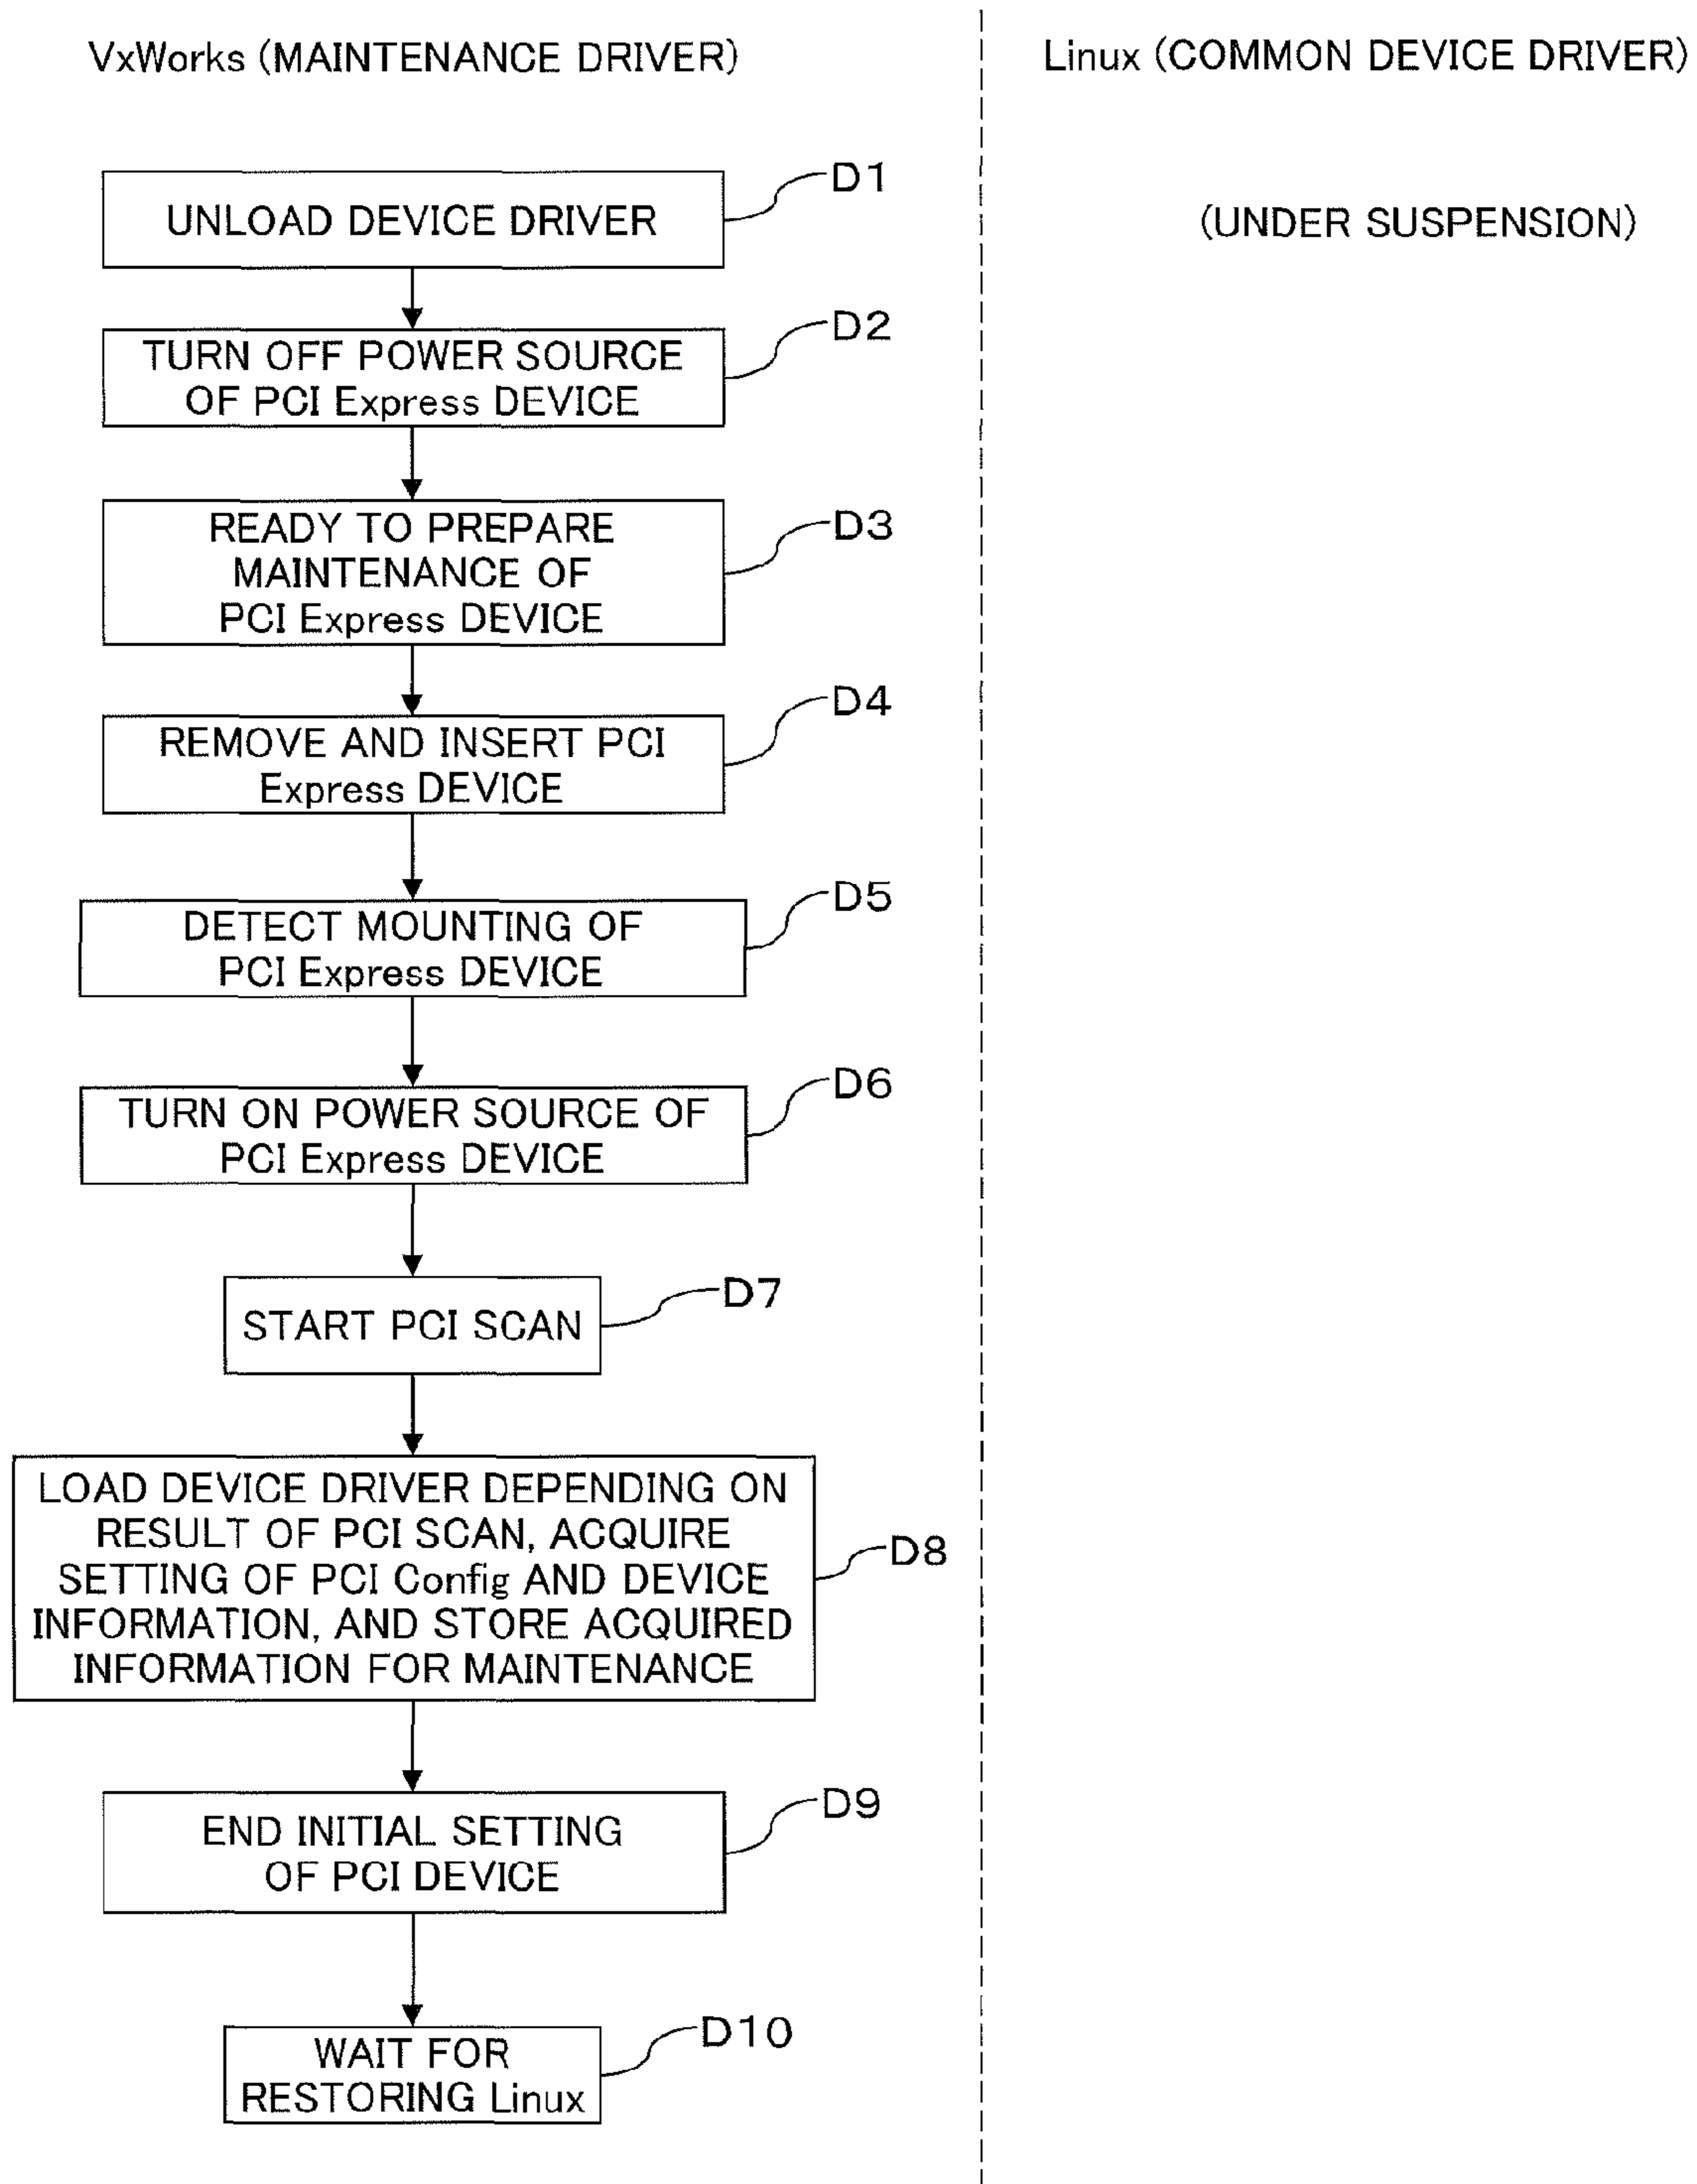 VxWorks (MAINTENANCE DRIVER)
Linux (COMMON DEVICE DRIVER)
D1
UNLOAD DEVICE DRIVER
(UNDER SUSPENSION)
D2
TURN OFF POWER SOURCE
OF PCI Express DEVICE
D3
READY TO PREPARE
MAINTENANCE OF
PCI Express DEVICE
D4
REMOVE AND INSERT PCI
Express DEVICE
D5
DETECT MOUNTING OF
PCI Express DEVICE
D6
TURN ON POWER SOURCE OF
PCI Express DEVICE
D7
START PCI SCAN
LOAD DEVICE DRIVER DEPENDING ON
RESULT OF PCI SCAN, ACQUIRE
SETTING OF PCI Config AND DEVICE
INFORMATION, AND STORE ACQUIRED
INFORMATION FOR MAINTENANCE
D8
D9
END INITIAL SETTING
OF PCI DEVICE
D10
WAIT FOR
RESTORING Linux